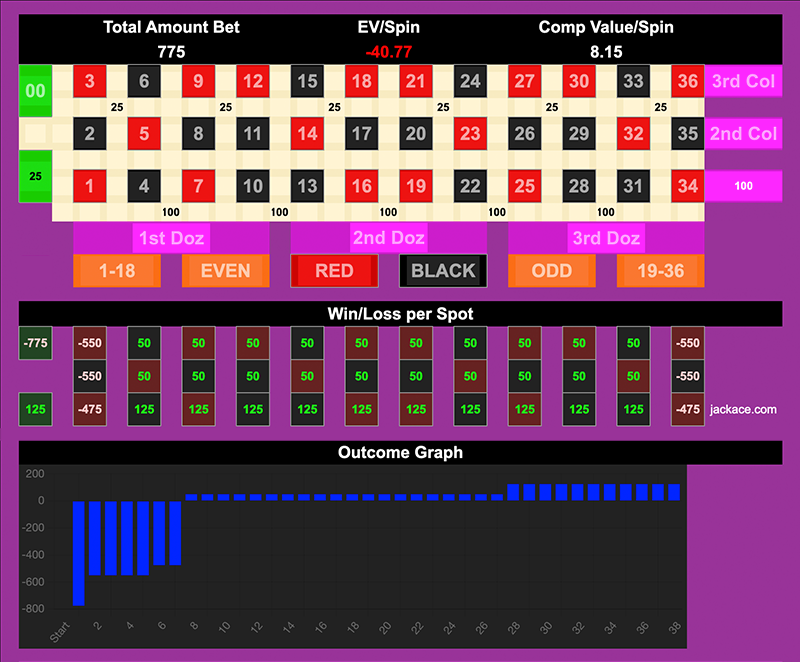 Total Amount Bet EV/Spin Comp Value/Spin
775 -40.77 8.15
00 3 6 9 12 15 18 21 24 27 30 33 36 3rd Col
25 25 25 25 25 25
2 5 8 11 14 17 20 23 26 29 32 35 2nd Col
25 1 4 7 10 13 16 19 22 25 28 31 34 100
100 100 100 100 100
1st Doz 2nd Doz 3rd Doz
1-18 EVEN RED BLACK ODD 19-36
Win/Loss per Spot
-775 -550 50 50 50 50 50 50 50 50 50 50 -550
-550 50 50 50 50 50 50 50 50 50 50 -550
125 -475 125 125 125 125 125 125 125 125 125 125 -475 jackace.com
Outcome Graph
200
0
-200
-400
-600
-800
Start 2 4 6 8 10 12 14 16 18 20 22 24 26 28 30 32 34 36 38